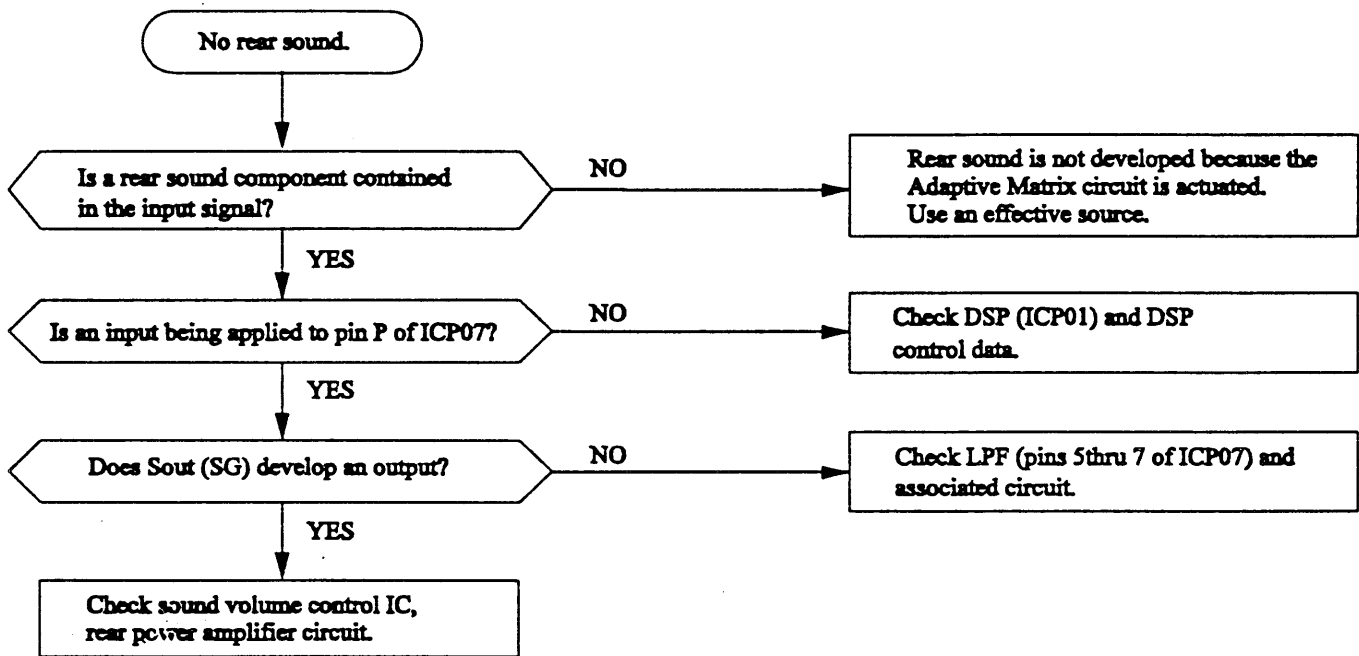 No rear sound.
Is a rear sound component contained
in the input signal?
NO
Rear sound is not developed because the
Adaptive Matrix circuit is actuated.
Use an effective source.
YES
Is an input being applied to pin P of ICP07?
NO
Check DSP (ICP01) and DSP
control data.
YES
Does Sout (SG) develop an output?
NO
Check LPF (pins 5thru 7 of ICP07) and
associated circuit.
YES
Check sound volume control IC,
rear power amplifier circuit.